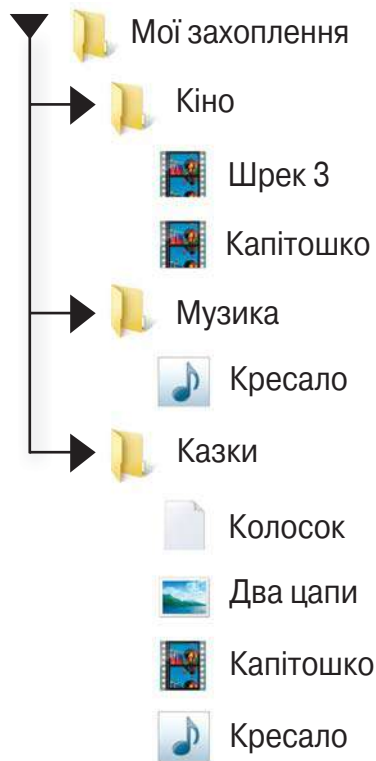 Мої захоплення
Кіно
Шрек 3
Капітошко
Музика
Кресало
Казки
Колосок
Два цапи
Капітошко
Кресало